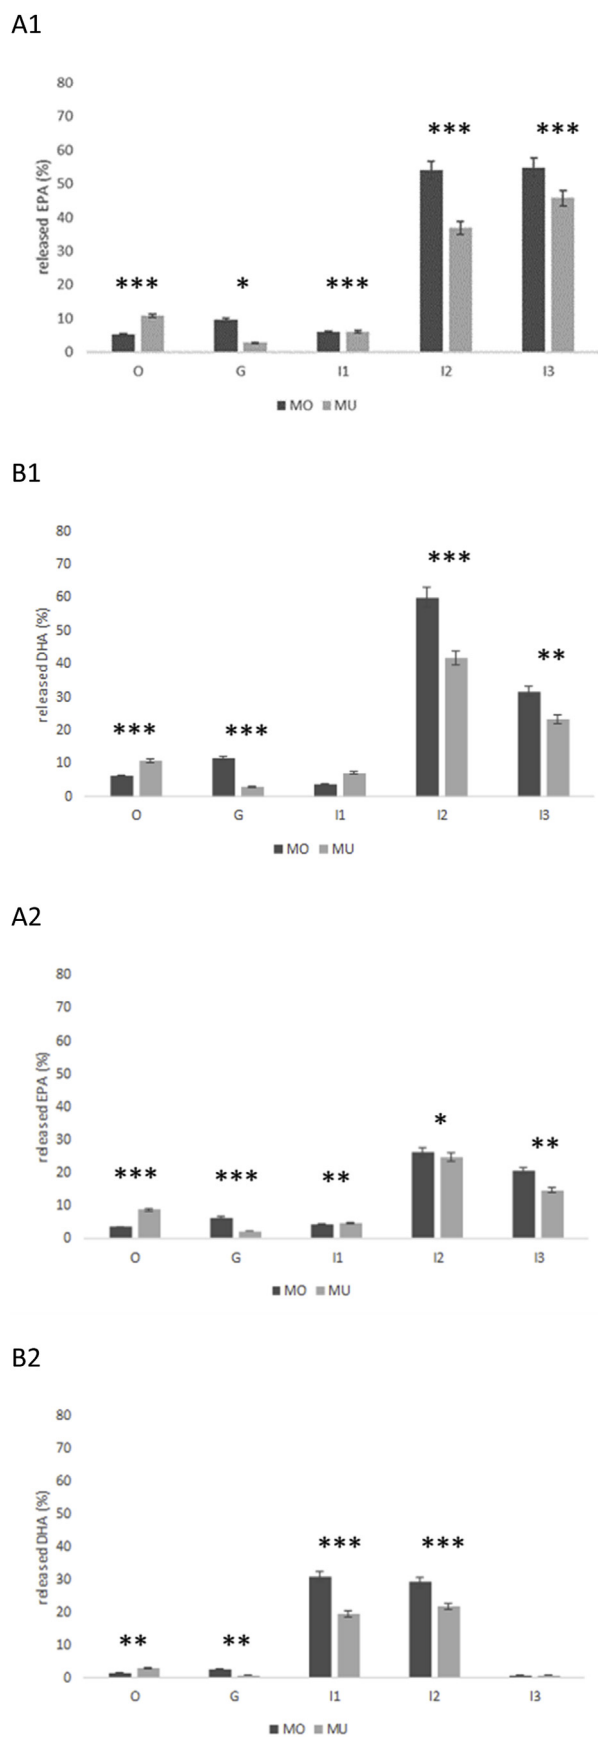 A1
released EPA (%)
80
70
60
50
40
30
20
10
0
*** * *** *** ***
O G I1 I2 I3
MO MU
B1
released DHA (%)
80
70
60
50
40
30
20
10
0
*** *** *** **
O G I1 I2 I3
MO MU
A2
released EPA (%)
80
70
60
50
40
30
20
10
0
*** *** ** * **
O G I1 I2 I3
MO MU
B2
released DHA (%)
80
70
60
50
40
30
20
10
0
** ** *** ***
O G I1 I2 I3
MO MU